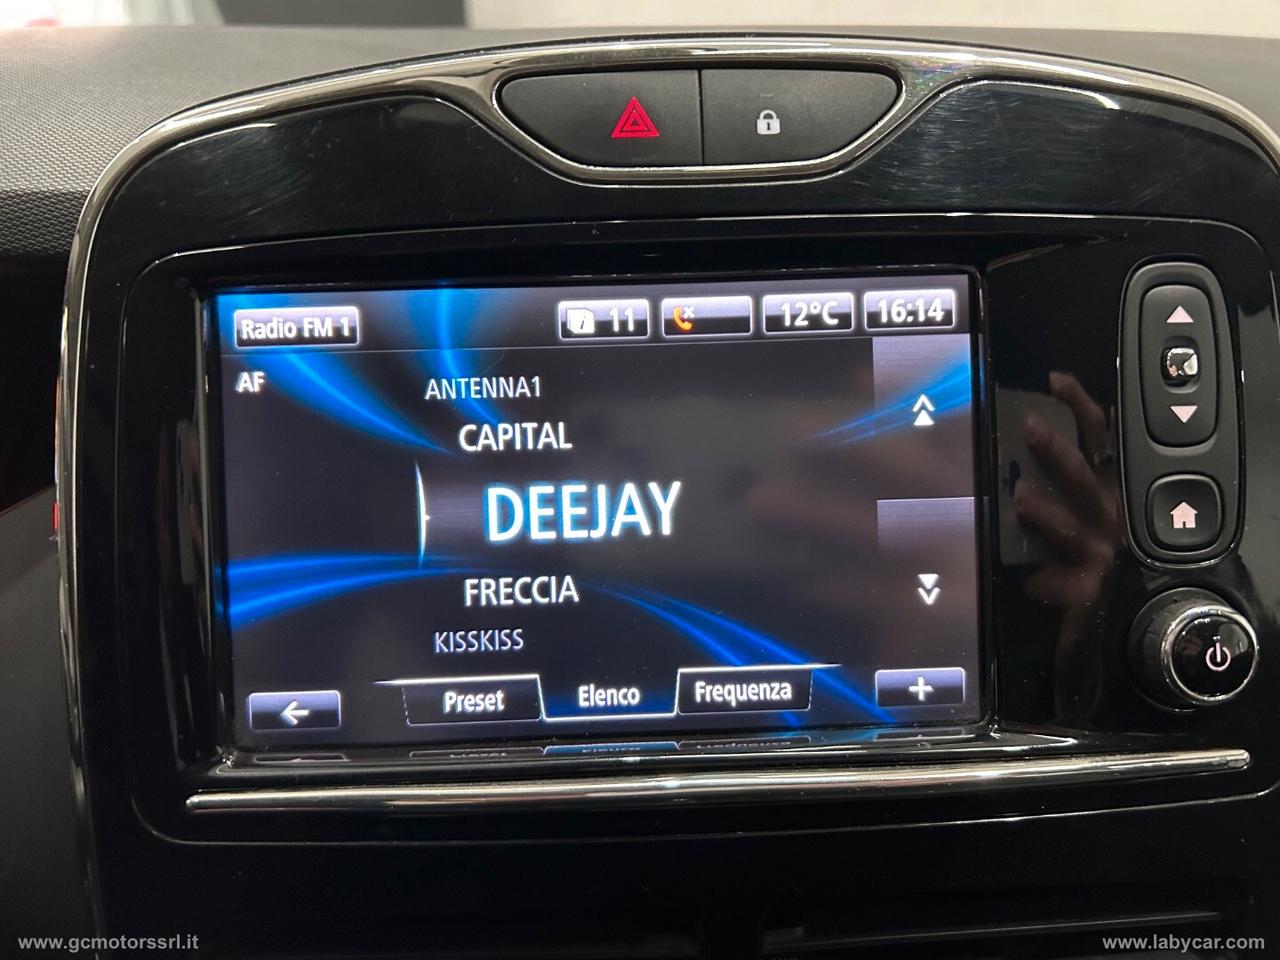 Radio FM 1
11
12°C
16:14
AF
ANTENNA1
CAPITAL
DEEJAY
FRECCIA
KISSKISS
Preset
Elenco
Frequenza
+
www.gcmotorssrl.it
www.labycar.com